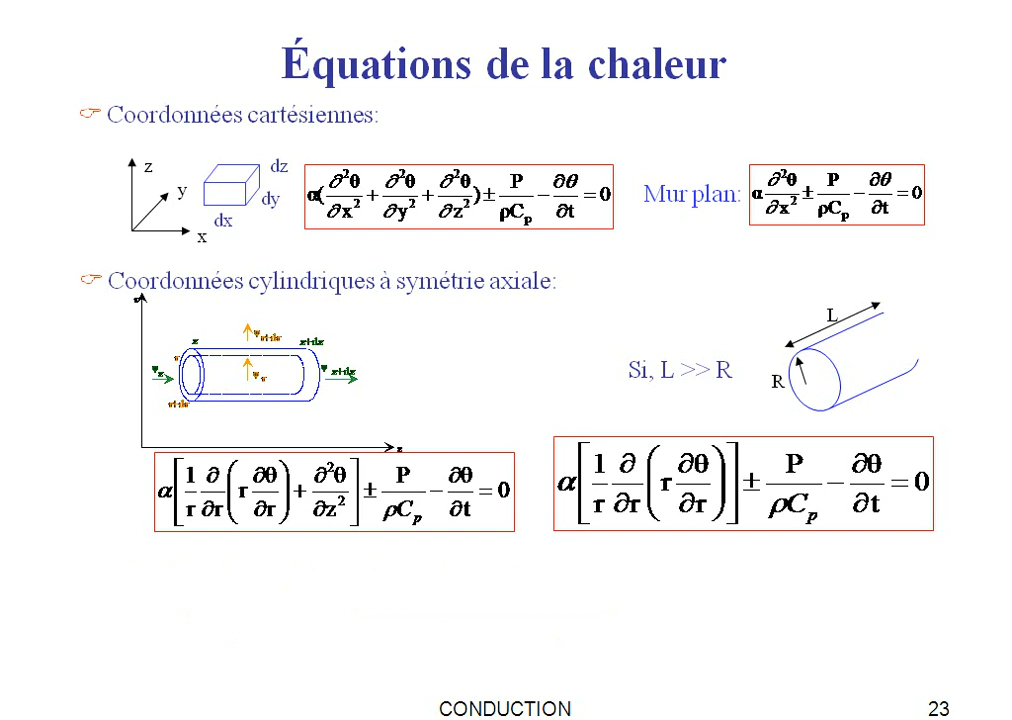 Équations de la chaleur
Coordonnées cartésiennes:
z
y
x
dz
dy
dx
α(∂²θ/∂x² + ∂²θ/∂y² + ∂²θ/∂z²) ± P/ρCp − ∂θ/∂t = 0
Mur plan:
α ∂²θ/∂x² ± P/ρCp − ∂θ/∂t = 0
Coordonnées cylindriques à symétrie axiale:
z
z+dz
r
r+dr
z
Si, L >> R
L
R
α[1/r ∂/∂r (r ∂θ/∂r) + ∂²θ/∂z²] ± P/ρCp − ∂θ/∂t = 0
α[1/r ∂/∂r (r ∂θ/∂r)] ± P/ρCp − ∂θ/∂t = 0
CONDUCTION
23